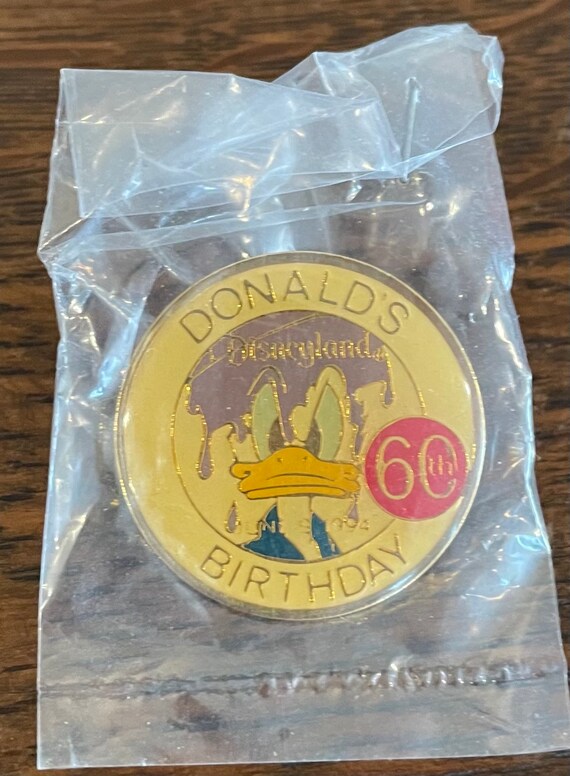 DONALD'S
Disneyland
60th
JUNE 9, 1994
BIRTHDAY